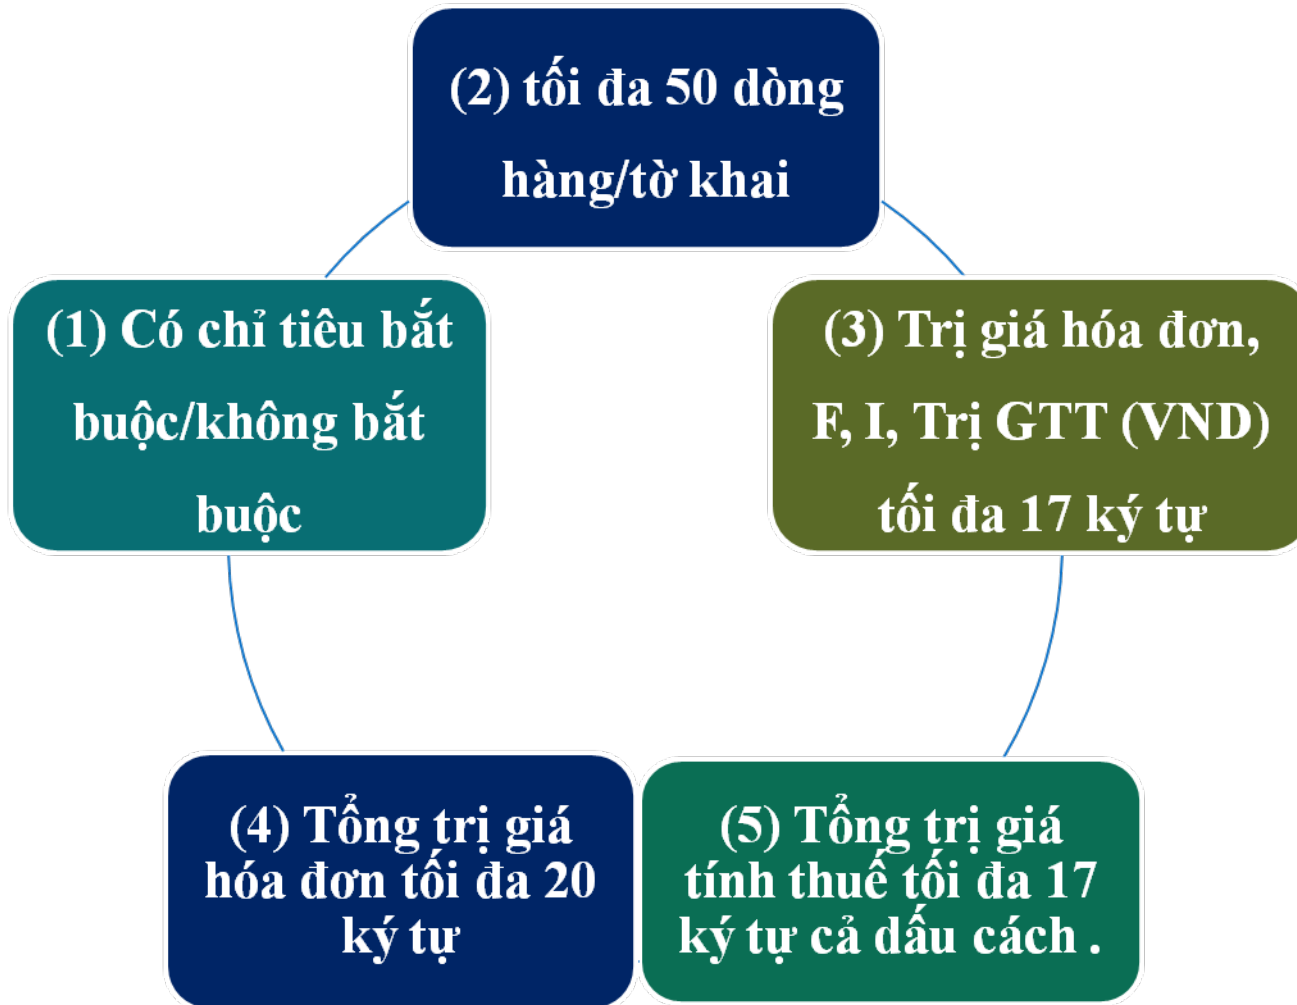 (2) tối đa 50 dòng
hàng/tờ khai
(1) Có chỉ tiêu bắt
buộc/không bắt
buộc
(3) Trị giá hóa đơn,
F, I, Trị GTT (VND)
tối đa 17 ký tự
(4) Tổng trị giá
hóa đơn tối đa 20
ký tự
(5) Tổng trị giá
tính thuế tối đa 17
ký tự cả dấu cách .